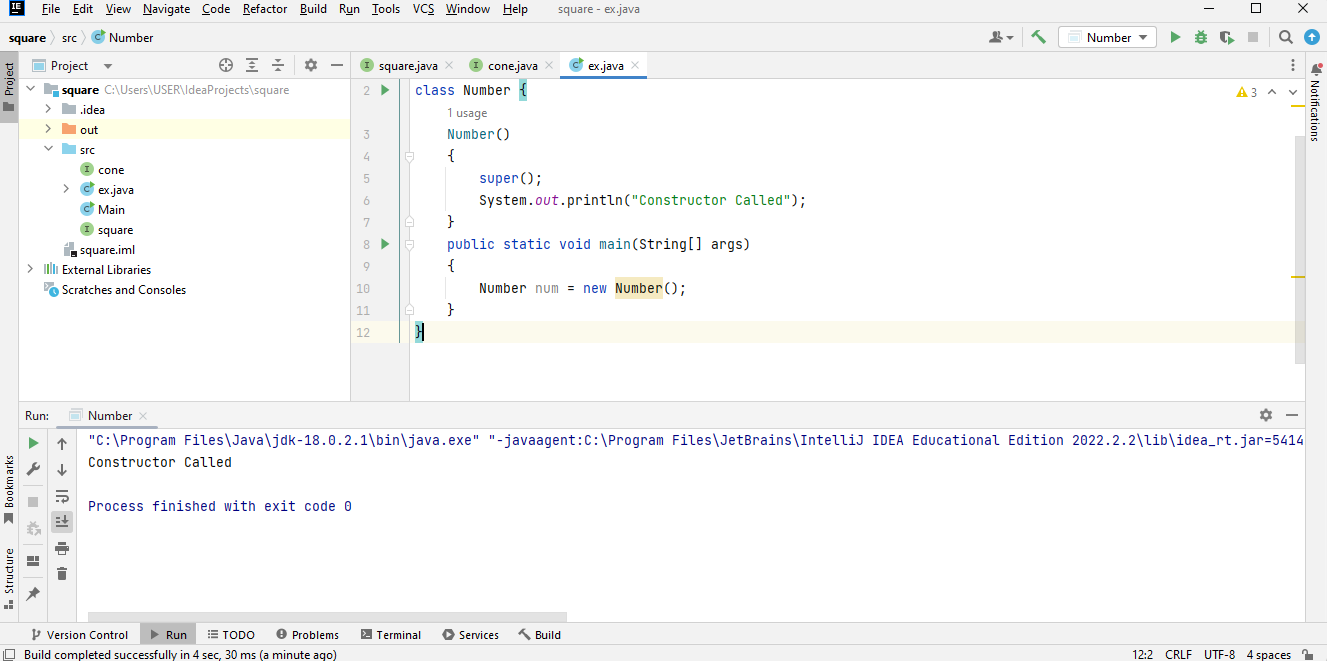 IE File Edit View Navigate Code Refactor Build Run Tools VCS Window Help square - ex.java
square src Number Number
Project square.java cone.java ex.java
Project
square C:\Users\USER\IdeaProjects\square
.idea
out
src
cone
ex.java
Main
square
square.iml
External Libraries
Scratches and Consoles
2 class Number {
3
1 usage
3 Number()
4 {
5 super();
6 System.out.println("Constructor Called");
7 }
8 public static void main(String[] args)
9 {
10 Number num = new Number();
11 }
12 }
Notifications
Run: Number
"C:\Program Files\Java\jdk-18.0.2.1\bin\java.exe" "-javaagent:C:\Program Files\JetBrains\IntelliJ IDEA Educational Edition 2022.2.2\lib\idea_rt.jar=5414
Constructor Called
Process finished with exit code 0
Bookmarks
Structure
Version Control Run TODO Problems Terminal Services Build
Build completed successfully in 4 sec, 30 ms (a minute ago) 12:2 CRLF UTF-8 4 spaces